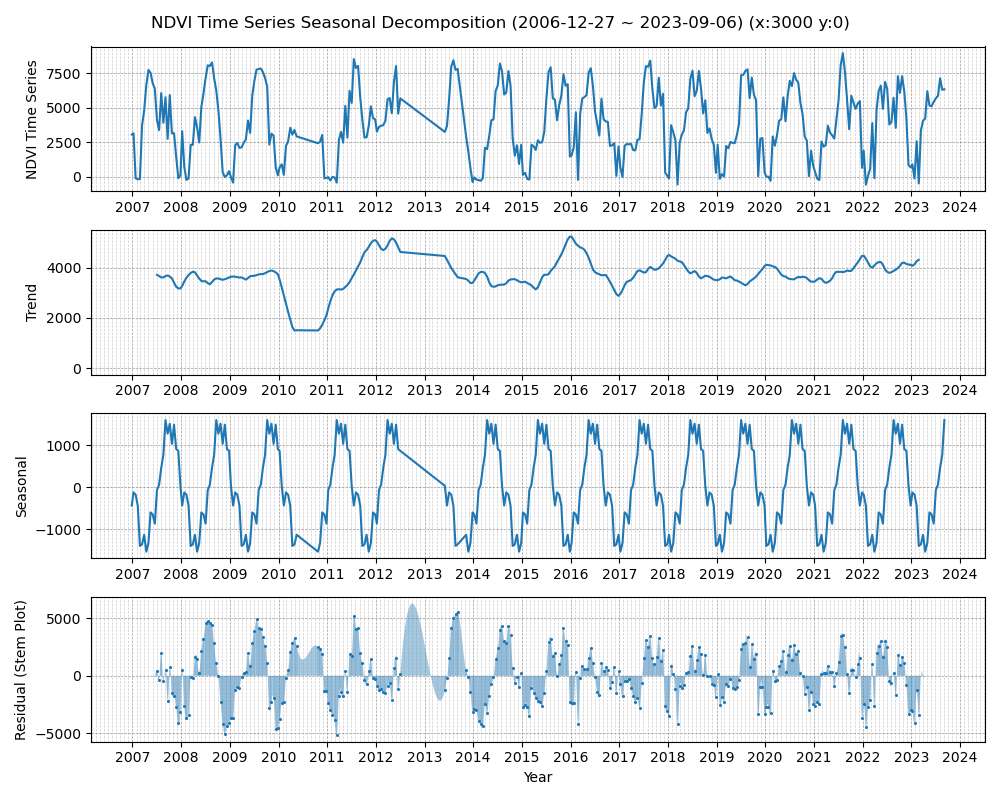 NDVI Time Series Seasonal Decomposition (2006-12-27 ~ 2023-09-06) (x:3000 y:0)
NDVI Time Series
7500
5000
2500
0
2007 2008 2009 2010 2011 2012 2013 2014 2015 2016 2017 2018 2019 2020 2021 2022 2023 2024
Trend
4000
2000
0
2007 2008 2009 2010 2011 2012 2013 2014 2015 2016 2017 2018 2019 2020 2021 2022 2023 2024
Seasonal
1000
0
−1000
2007 2008 2009 2010 2011 2012 2013 2014 2015 2016 2017 2018 2019 2020 2021 2022 2023 2024
Residual (Stem Plot)
5000
0
−5000
2007 2008 2009 2010 2011 2012 2013 2014 2015 2016 2017 2018 2019 2020 2021 2022 2023 2024
Year